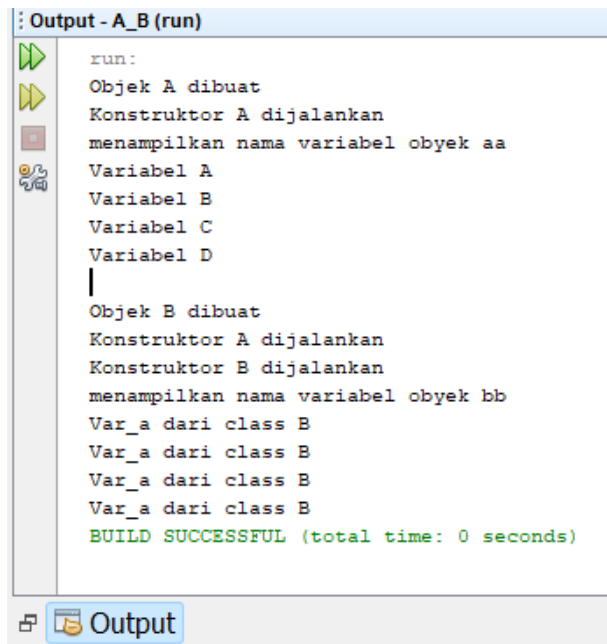 Output - A_B (run)
run:
Objek A dibuat
Konstruktor A dijalankan
menampilkan nama variabel obyek aa
Variabel A
Variabel B
Variabel C
Variabel D
Objek B dibuat
Konstruktor A dijalankan
Konstruktor B dijalankan
menampilkan nama variabel obyek bb
Var_a dari class B
Var_a dari class B
Var_a dari class B
Var_a dari class B
BUILD SUCCESSFUL (total time: 0 seconds)
Output